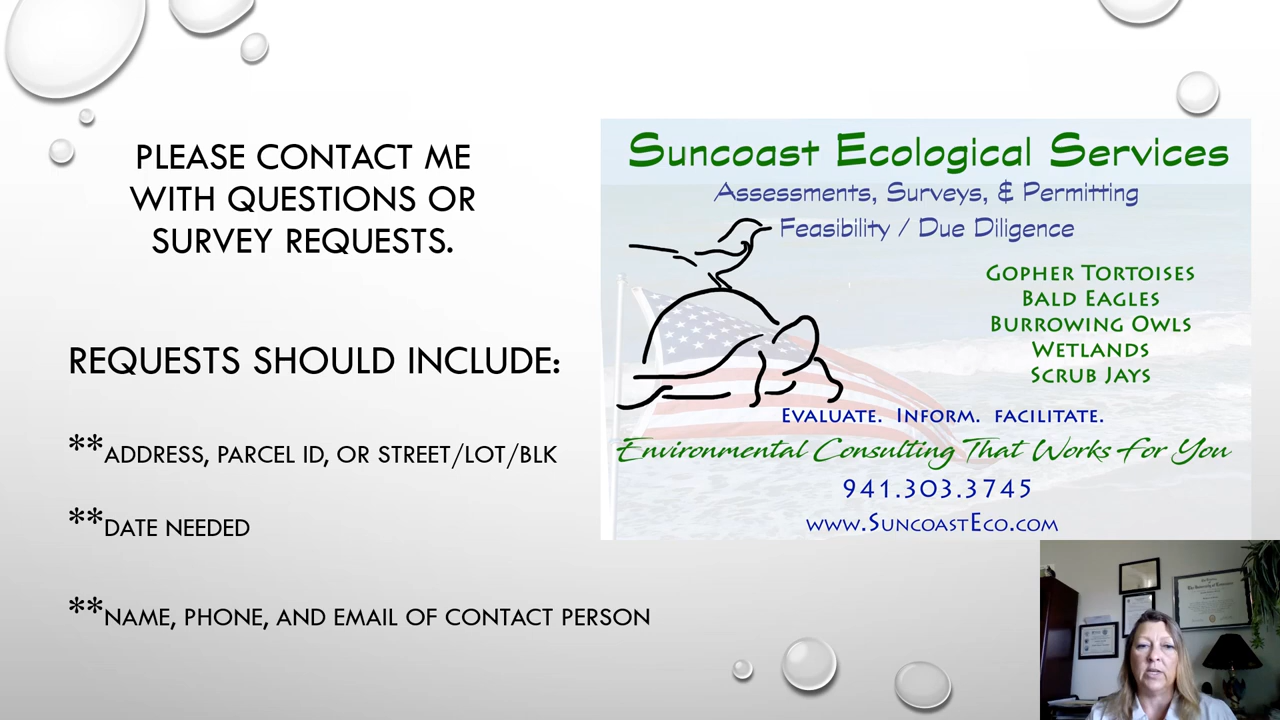 PLEASE CONTACT ME
WITH QUESTIONS OR
SURVEY REQUESTS.
REQUESTS SHOULD INCLUDE:
**ADDRESS, PARCEL ID, OR STREET/LOT/BLK
**DATE NEEDED
**NAME, PHONE, AND EMAIL OF CONTACT PERSON
Suncoast Ecological Services
Assessments, Surveys, & Permitting
Feasibility / Due Diligence
GOPHER TORTOISES
BALD EAGLES
BURROWING OWLS
WETLANDS
SCRUB JAYS
EVALUATE. INFORM. FACILITATE.
Environmental Consulting That Works For You
941.303.3745
WWW.SUNCOASTECO.COM